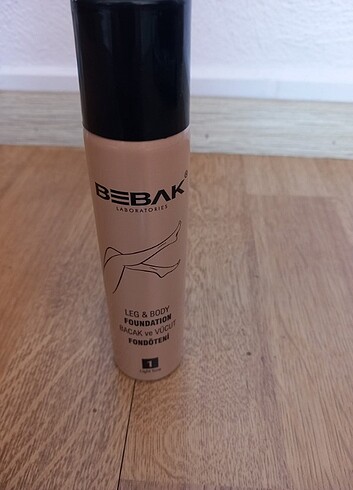 BEBAK®
LABORATORIES
LEG & BODY
FOUNDATION
BACAK ve VÜCUT
FONDÖTENİ
1